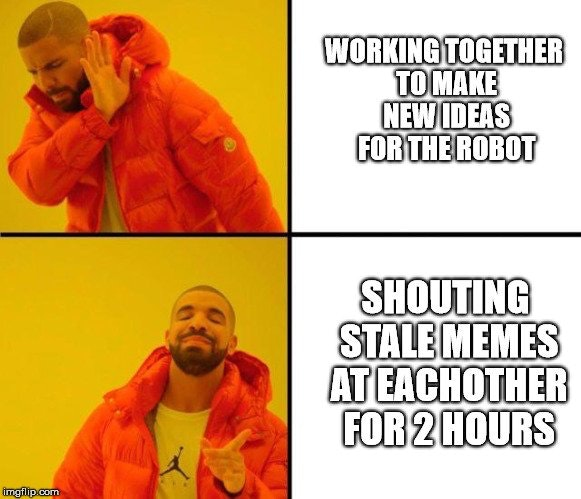 WORKING TOGETHER
TO MAKE
NEW IDEAS
FOR THE ROBOT
SHOUTING
STALE MEMES
AT EACHOTHER
FOR 2 HOURS
imgflip.com